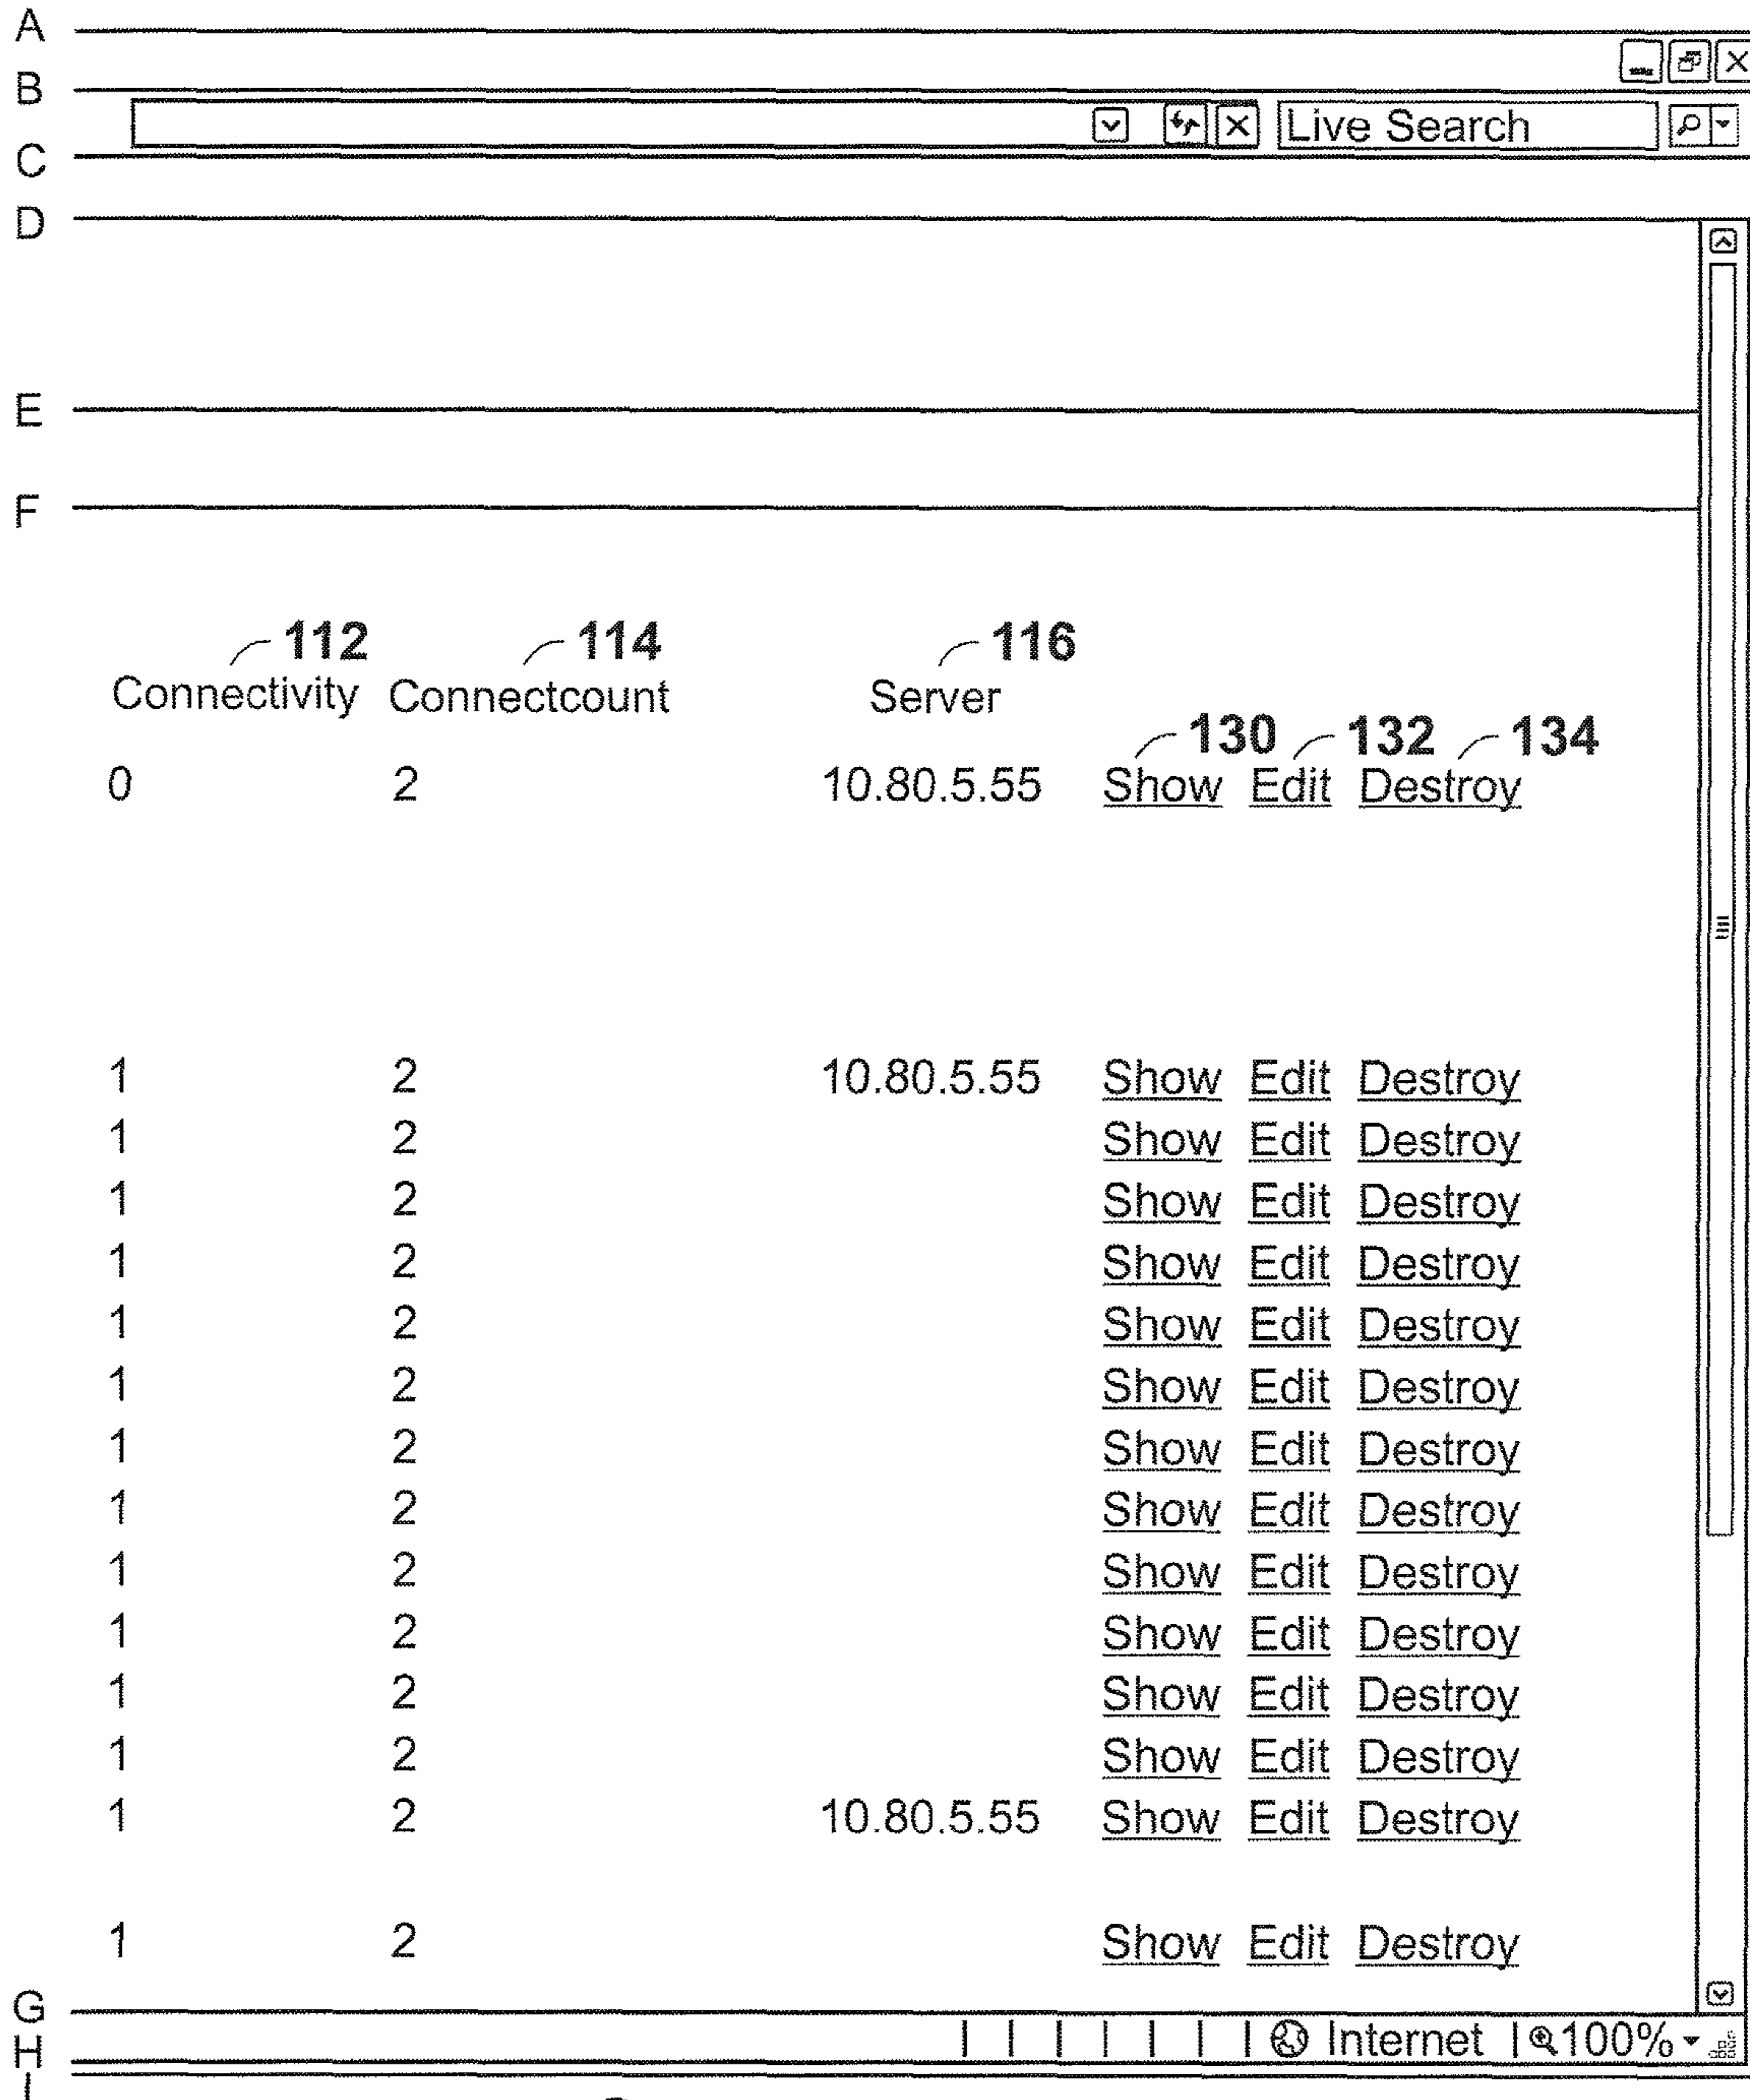 A
B
Live Search
C
D
E
F
112 114 116
Connectivity Connectcount Server
130 132 134
0 2 10.80.5.55 Show Edit Destroy
1 2 10.80.5.55 Show Edit Destroy
1 2 Show Edit Destroy
1 2 Show Edit Destroy
1 2 Show Edit Destroy
1 2 Show Edit Destroy
1 2 Show Edit Destroy
1 2 Show Edit Destroy
1 2 Show Edit Destroy
1 2 Show Edit Destroy
1 2 Show Edit Destroy
1 2 Show Edit Destroy
1 2 Show Edit Destroy
1 2 10.80.5.55 Show Edit Destroy
1 2 Show Edit Destroy
G
H Internet 100%
I